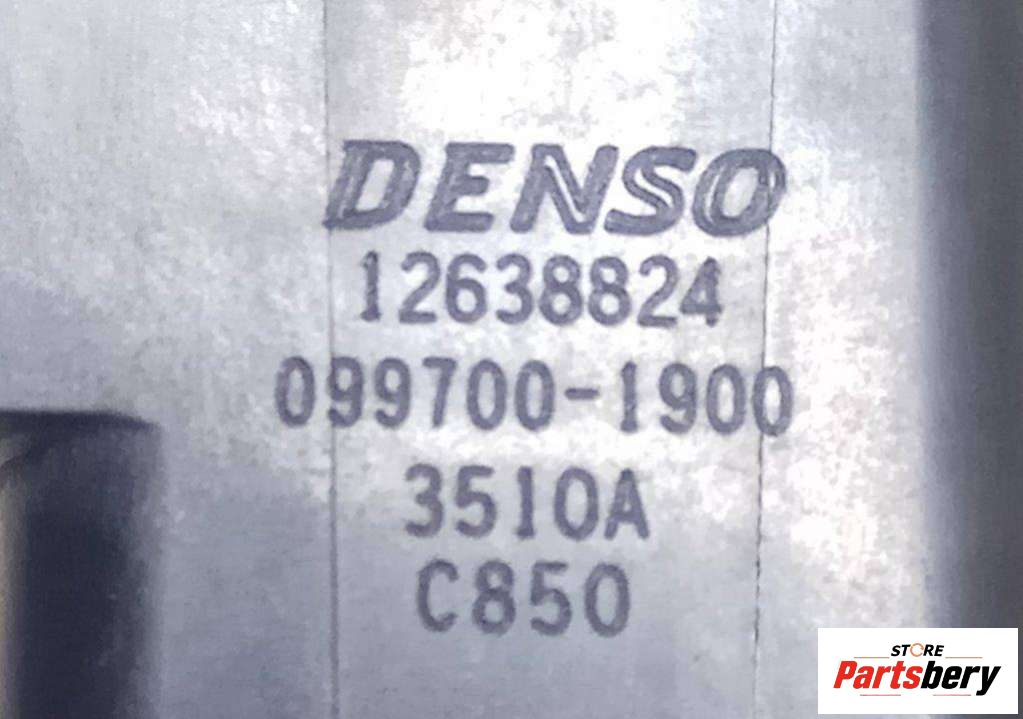 DENSO
12638824
099700-1900
3510A
C850
STORE
Partsbery